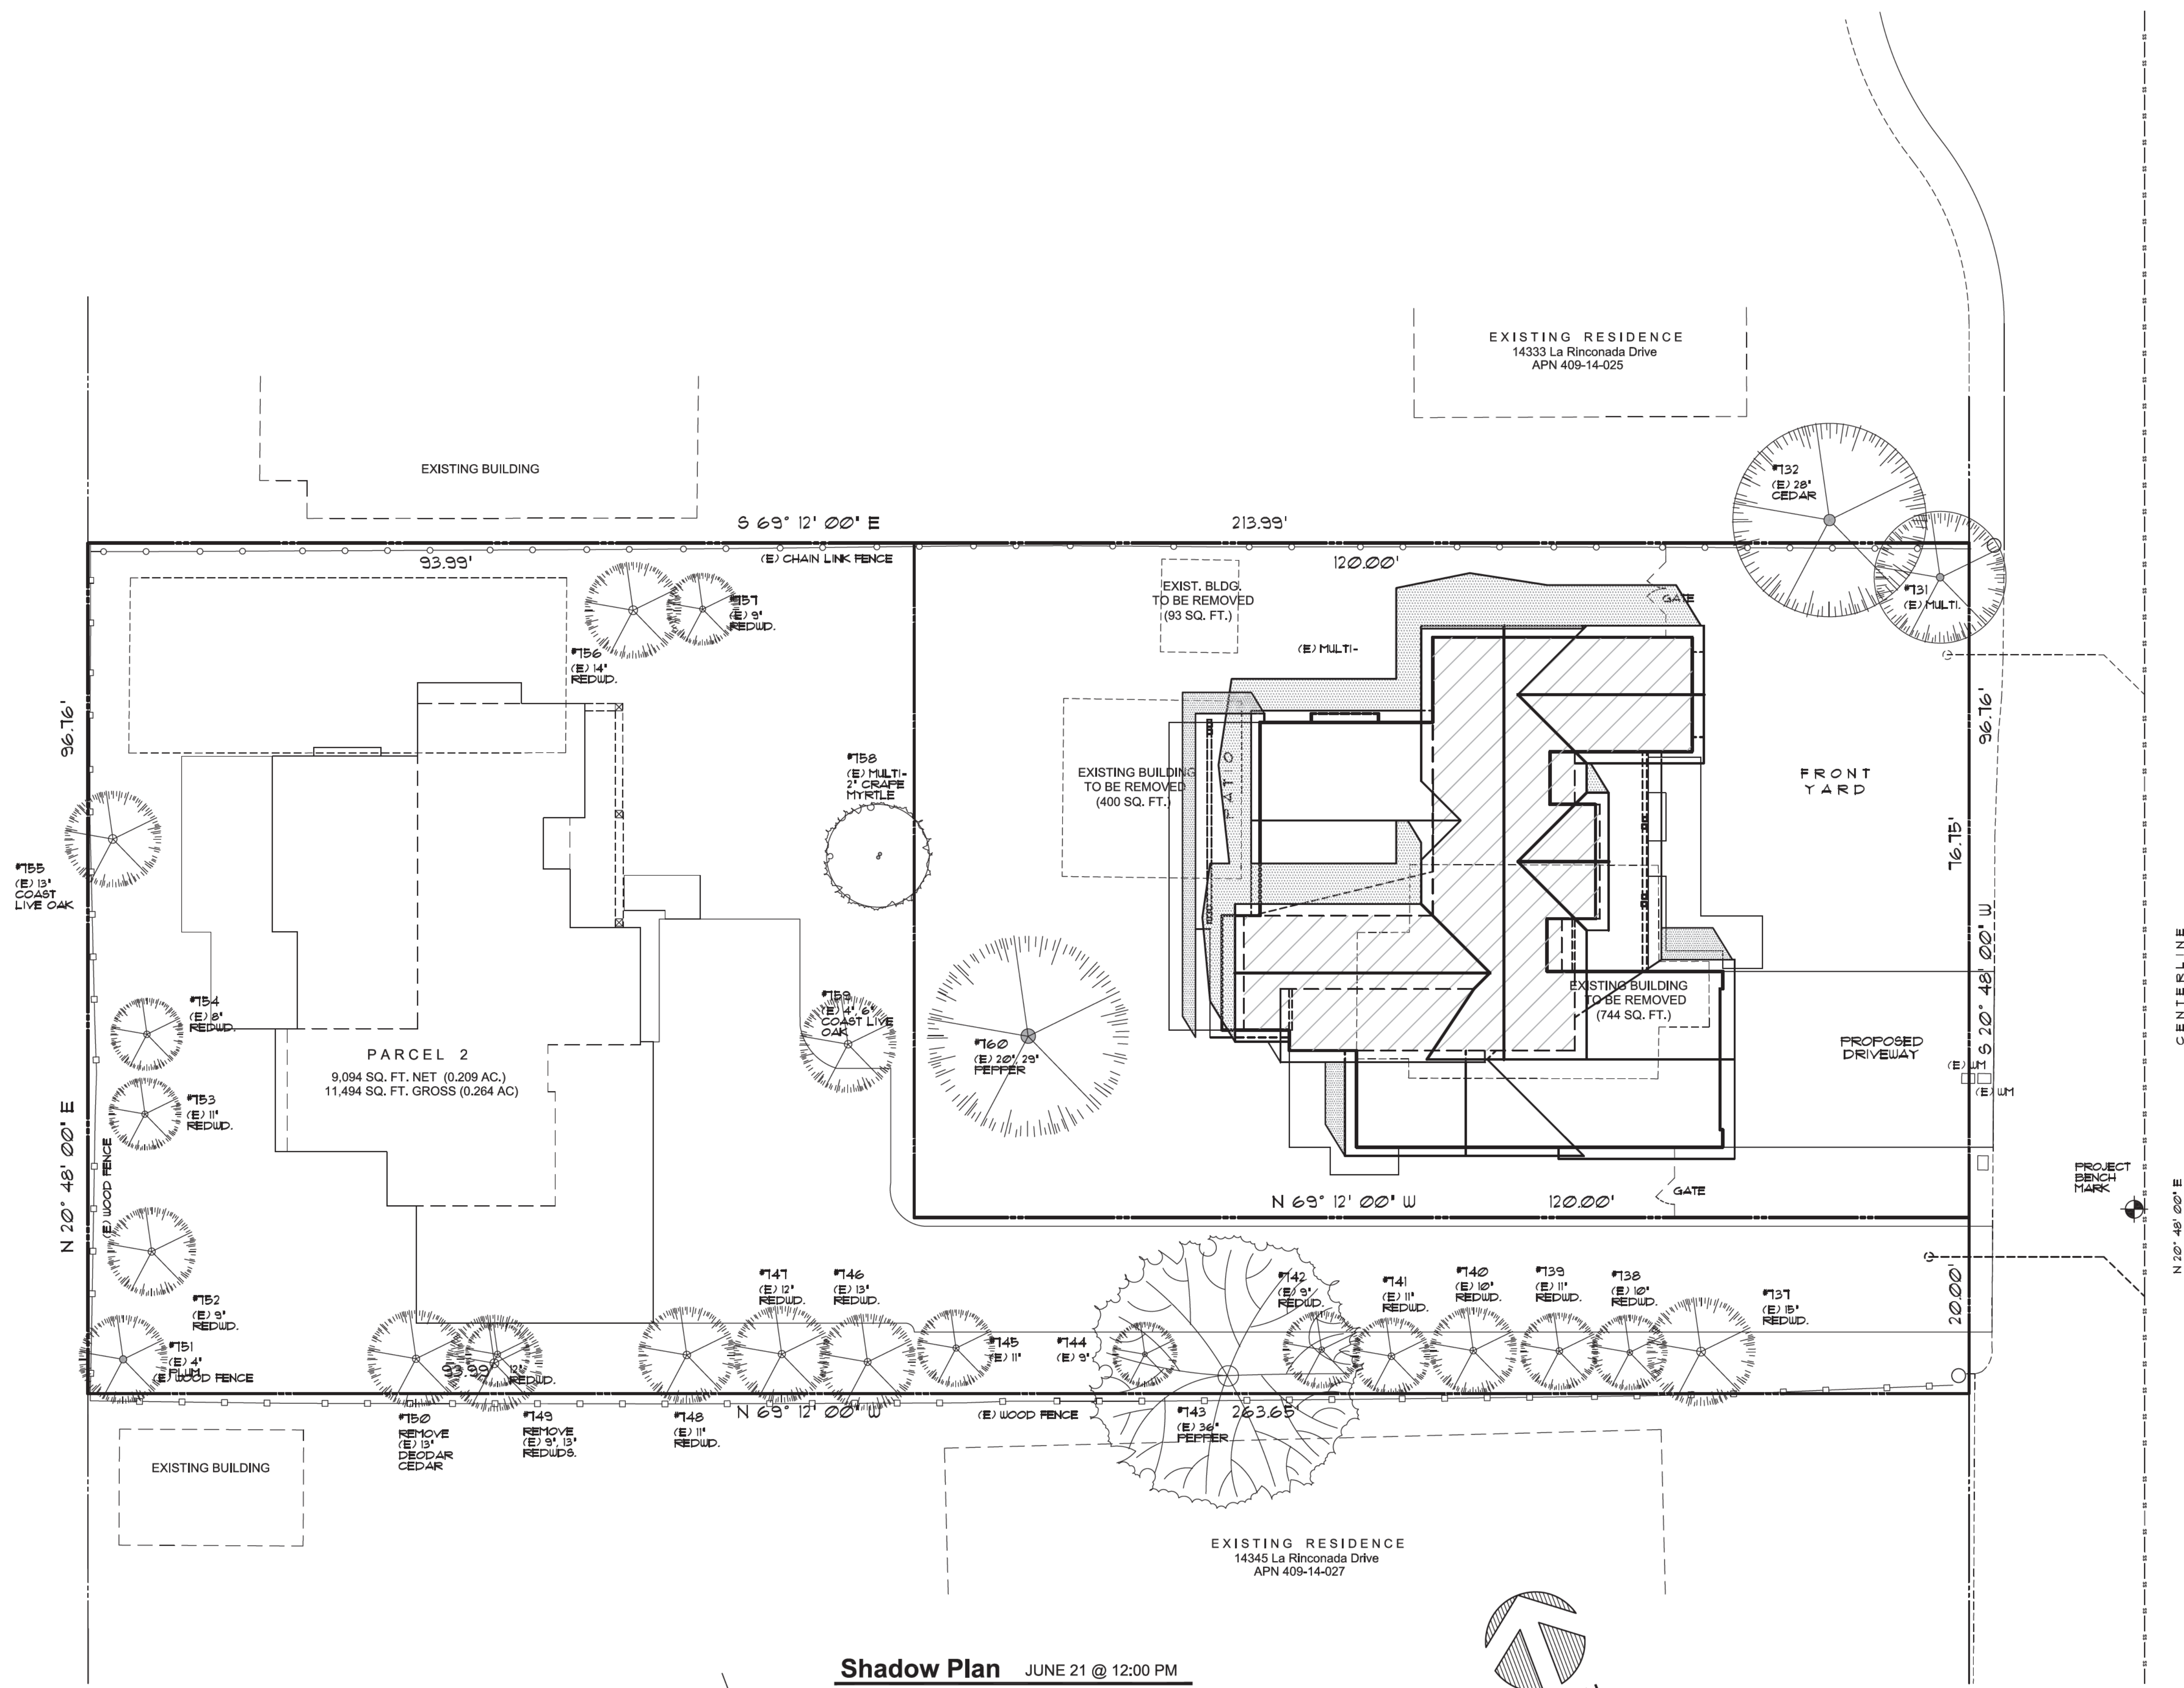 EXISTING RESIDENCE
14333 La Rinconada Drive
APN 409-14-025
EXISTING BUILDING
#732
(E) 28"
CEDAR
S 69° 12' 00" E
213.99'
93.99'
(E) CHAIN LINK FENCE
120.00'
#731
(E) MULTI.
EXIST. BLDG.
TO BE REMOVED
(93 SQ. FT.)
GATE
#757
(E) 9"
REDWD.
#756
(E) 14"
REDWD.
(E) MULTI-
96.16'
96.16'
#758
(E) MULTI-
2" CRAPE
MYRTLE
EXISTING BUILDING
TO BE REMOVED
(400 SQ. FT.)
PATIO
FRONT
YARD
76.15'
#755
(E) 13"
COAST
LIVE OAK
S 20° 48' 00" W
CENTERLINE
#754
(E) 8"
REDWD.
#759
(E) 4", 6"
COAST LIVE
OAK
EXISTING BUILDING
TO BE REMOVED
(744 SQ. FT.)
PARCEL 2
9,094 SQ. FT. NET (0.209 AC.)
11,494 SQ. FT. GROSS (0.264 AC)
#760
(E) 20", 29"
PEPPER
PROPOSED
DRIVEWAY
(E) WM
(E) WM
#753
(E) 11"
REDWD.
N 20° 48' 00" E
(E) WOOD FENCE
PROJECT
BENCH
MARK
N 20° 48' 00" E
N 69° 12' 00" W
120.00'
GATE
20.00'
#752
(E) 9"
REDWD.
#747
(E) 12"
REDWD.
#746
(E) 13"
REDWD.
#742
(E) 9"
REDWD.
#741
(E) 11"
REDWD.
#740
(E) 10"
REDWD.
#739
(E) 11"
REDWD.
#738
(E) 10"
REDWD.
#737
(E) 15"
REDWD.
#751
(E) 4"
PLUM
(E) WOOD FENCE
93.99'
12"
REDWD.
#745
(E) 11"
#744
(E) 9"
#750
REMOVE
(E) 13"
DEODAR
CEDAR
#749
REMOVE
(E) 9", 13"
REDWDS.
#748
(E) 11"
REDWD.
N 69° 12' 00" W
(E) WOOD FENCE
#743
(E) 36"
PEPPER
263.65'
EXISTING BUILDING
EXISTING RESIDENCE
14345 La Rinconada Drive
APN 409-14-027
Shadow Plan JUNE 21 @ 12:00 PM